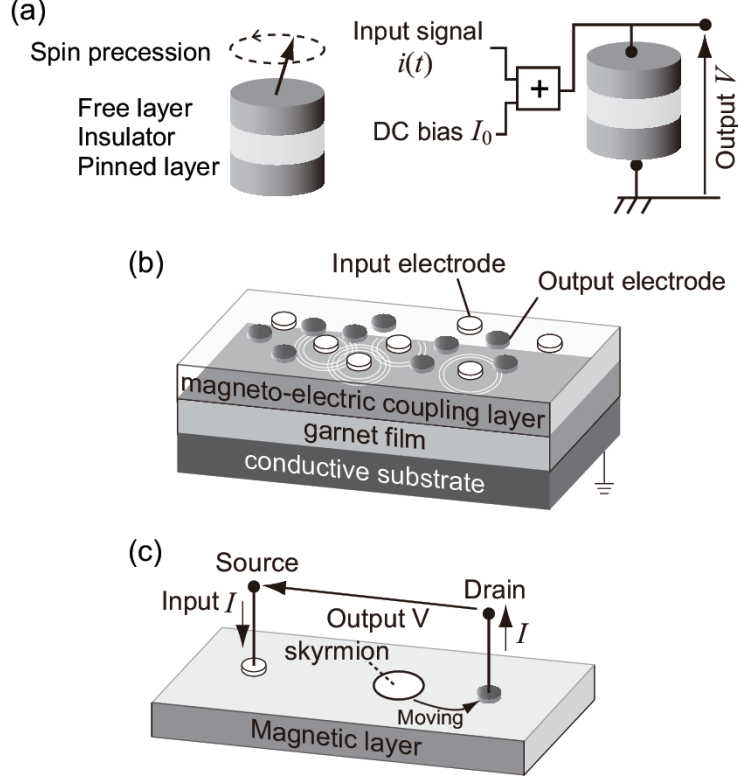 (a)
Spin precession
Free layer
Insulator
Pinned layer
Input signal
i(t)
+
DC bias I0
Output V
(b)
Input electrode
Output electrode
magneto-electric coupling layer
garnet film
conductive substrate
(c)
Source
Drain
Input I
Output V
I
skyrmion
Moving
Magnetic layer